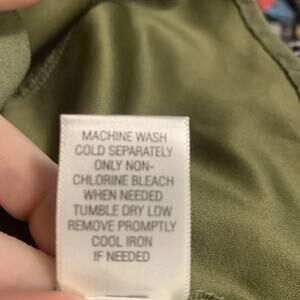 MACHINE WASH
COLD SEPARATELY
ONLY NON-
CHLORINE BLEACH
WHEN NEEDED
TUMBLE DRY LOW
REMOVE PROMPTLY
COOL IRON
IF NEEDED